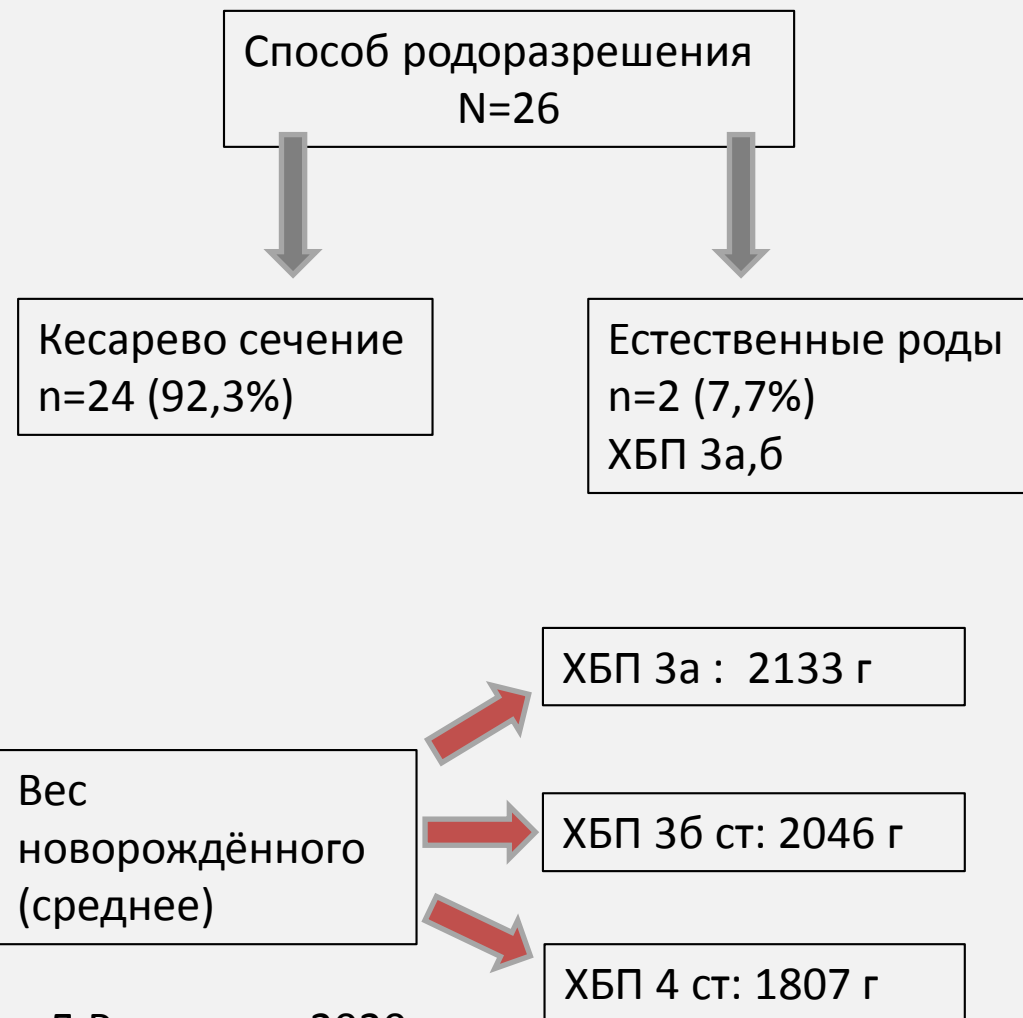 Способ родоразрешения
N=26
Кесарево сечение
n=24 (92,3%)
Естественные роды
n=2 (7,7%)
ХБП 3а,б
ХБП 3а : 2133 г
Вес
новорождённого
(среднее)
ХБП 3б ст: 2046 г
ХБП 4 ст: 1807 г